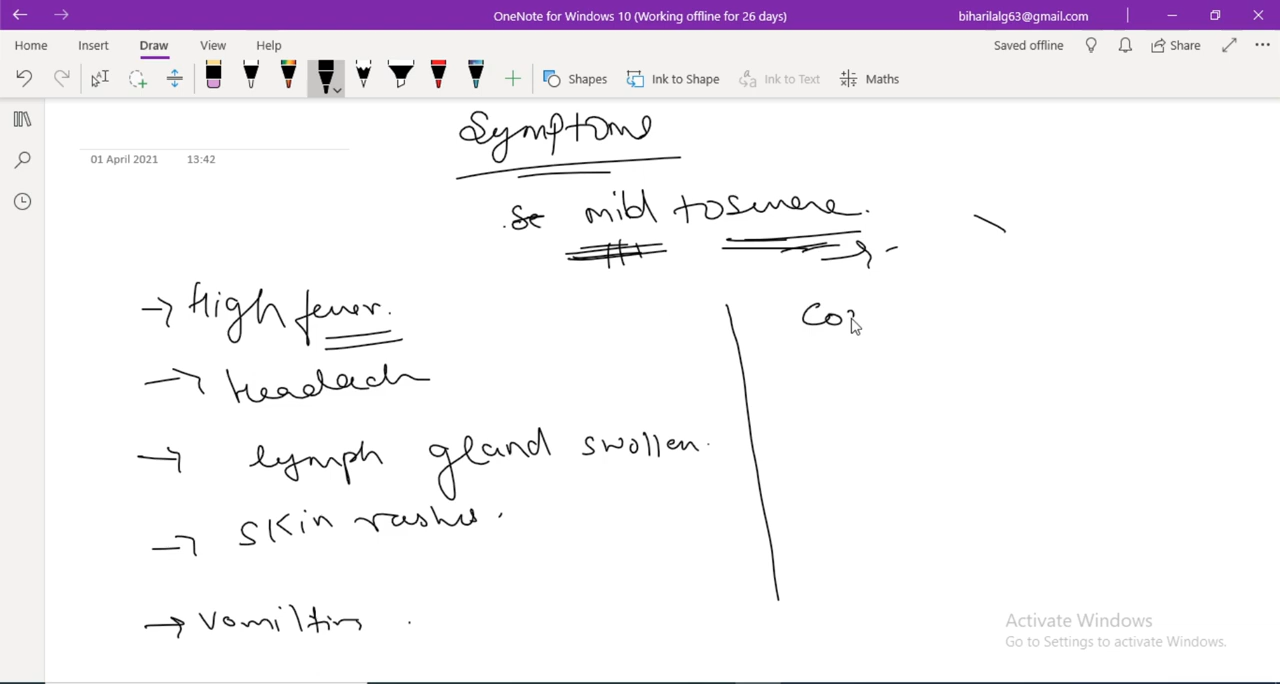 OneNote for Windows 10 (Working offline for 26 days)
biharilalg63@gmail.com
Home Insert Draw View Help
Saved offline Share
Shapes Ink to Shape Ink to Text Maths
Symptoms
01 April 2021 13:42
mild to severe.
→ High fever.
→ Headach
→ lymph gland swollen.
→ skin rashes.
→ vomilting
Activate Windows
Go to Settings to activate Windows.